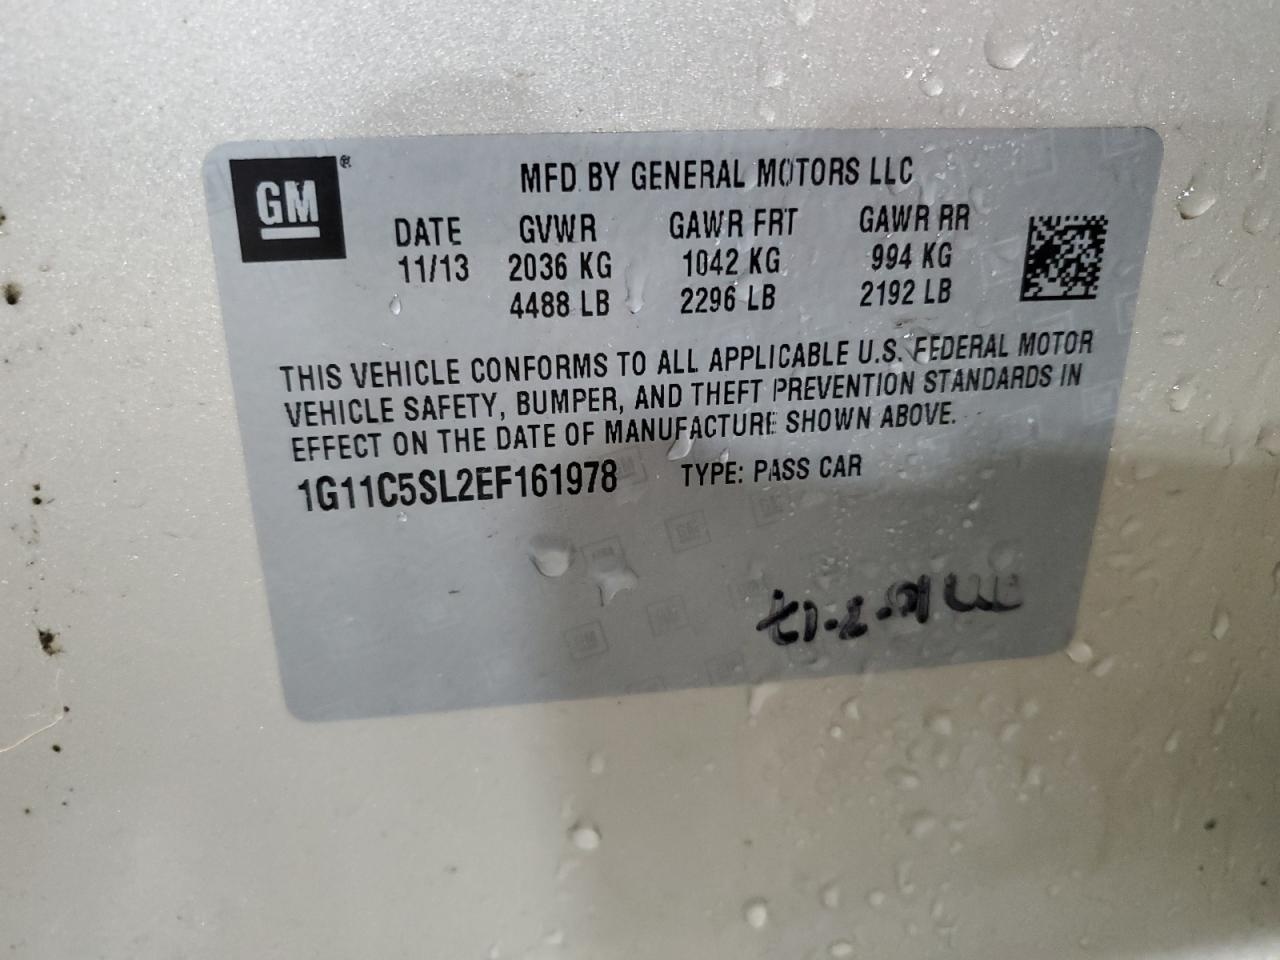 GM®
MFD BY GENERAL MOTORS LLC
DATE GVWR GAWR FRT GAWR RR
11/13 2036 KG 1042 KG 994 KG
4488 LB 2296 LB 2192 LB
THIS VEHICLE CONFORMS TO ALL APPLICABLE U.S. FEDERAL MOTOR
VEHICLE SAFETY, BUMPER, AND THEFT PREVENTION STANDARDS IN
EFFECT ON THE DATE OF MANUFACTURE SHOWN ABOVE.
1G11C5SL2EF161978 TYPE: PASS CAR